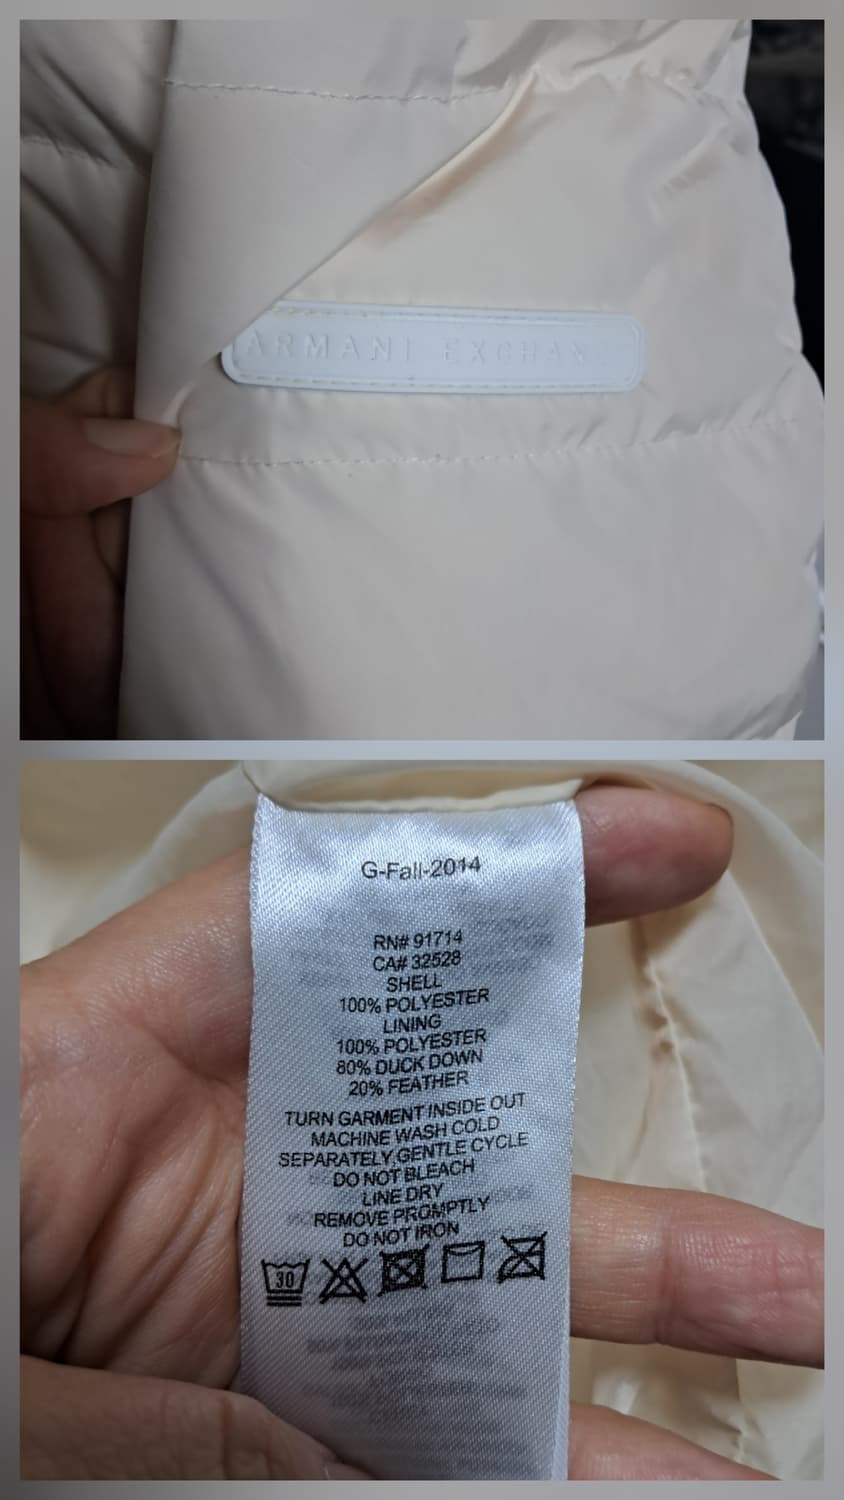 ARMANI EXCHAN
G-Fall-2014
RN# 91714
CA# 32528
SHELL
100% POLYESTER
LINING
100% POLYESTER
80% DUCK DOWN
20% FEATHER
TURN GARMENT INSIDE OUT
MACHINE WASH COLD
SEPARATELY,GENTLE CYCLE
DO NOT BLEACH
LINE DRY
REMOVE PROMPTLY
DO NOT IRON
30